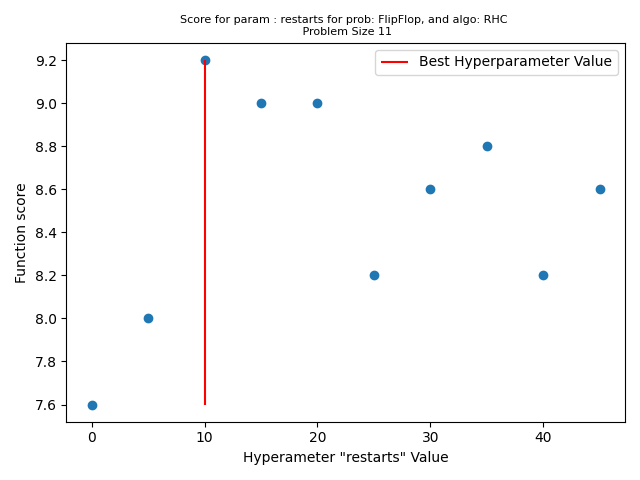 Score for param : restarts for prob: FlipFlop, and algo: RHC
Problem Size 11
Best Hyperparameter Value
Function score
9.2
9.0
8.8
8.6
8.4
8.2
8.0
7.8
7.6
0 10 20 30 40
Hyperameter "restarts" Value